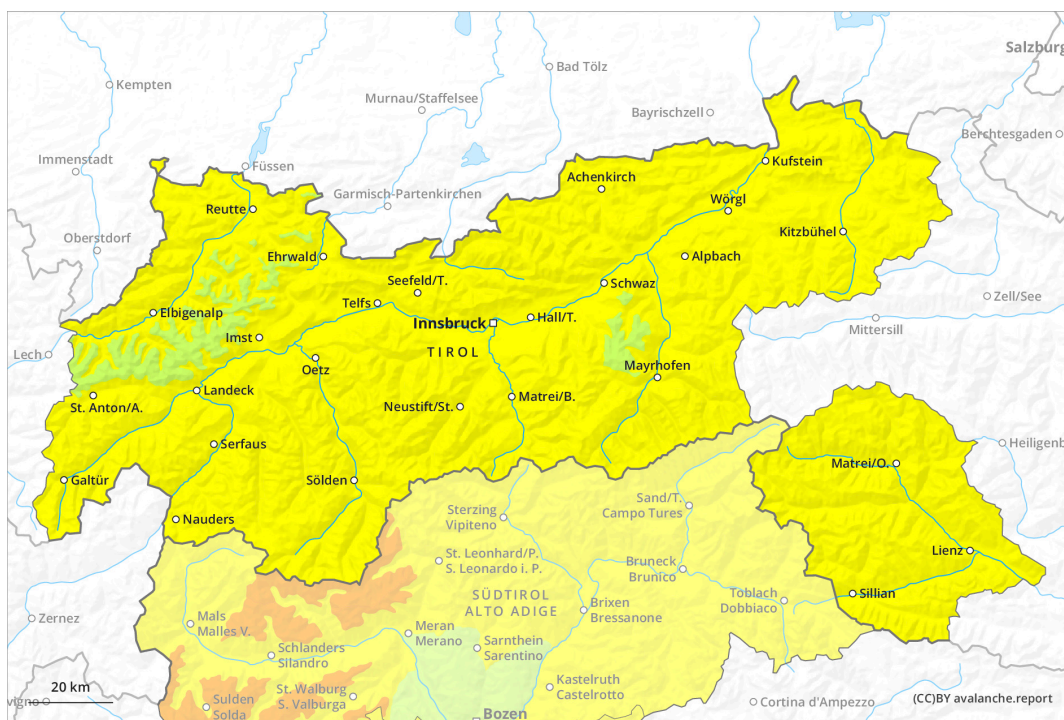 Salzburg
Bad Tölz
Kempten
Murnau/Staffelsee
Bayrischzell
Berchtesgaden
Immenstadt
Füssen
Kufstein
Achenkirch
Garmisch-Partenkirchen
Wörgl
Reutte
Kitzbühel
Oberstdorf
Ehrwald
Alpbach
Seefeld/T.
Schwaz
Zell/See
Telfs
Elbigenalp
Innsbruck
Hall/T.
Mittersill
Imst
TIROL
Lech
Oetz
Mayrhofen
Landeck
Matrei/B.
St. Anton/A.
Neustift/St.
Serfaus
Heiligenb
Matrei/O.
Galtür
Sölden
Sand/T.
Campo Tures
Sterzing
Vipiteno
Nauders
Lienz
St. Leonhard/P.
S. Leonardo i. P.
Bruneck
Brunico
SÜDTIROL
ALTO ADIGE
Toblach
Dobbiaco
Sillian
Brixen
Bressanone
Mals
Malles V.
Zernez
Meran
Merano
Sarnthein
Sarentino
Schlanders
Silandro
Kastelruth
Castelrotto
20 km
St. Walburg
S. Valburga
vigno
Sulden
Solda
Cortina d'Ampezzo
(CC)BY avalanche.report
Bozen